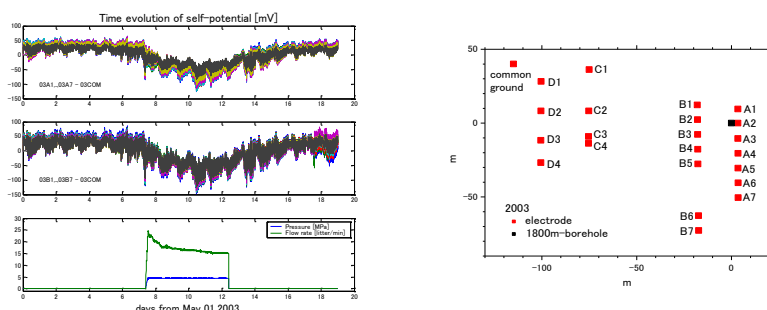 Time evolution of self-potential [mV]
100
50
0
-50
-100
-150
03A1_03A7 - 03COM
0 2 4 6 8 10 12 14 16 18 20
100
50
0
-50
-100
-150
03B1_03B7 - 03COM
0 2 4 6 8 10 12 14 16 18 20
30
25
20
15
10
5
0
Pressure [MPa]
Flow rate [litter/min]
0 2 4 6 8 10 12 14 16 18 20
days from May 01 2003
50
0
-50
m
common
ground
D1
D2
D3
D4
C1
C2
C3
C4
B1
B2
B3
B4
B5
B6
B7
A1
A2
A3
A4
A5
A6
A7
2003
electrode
1800m-borehole
-100 -50 0
m